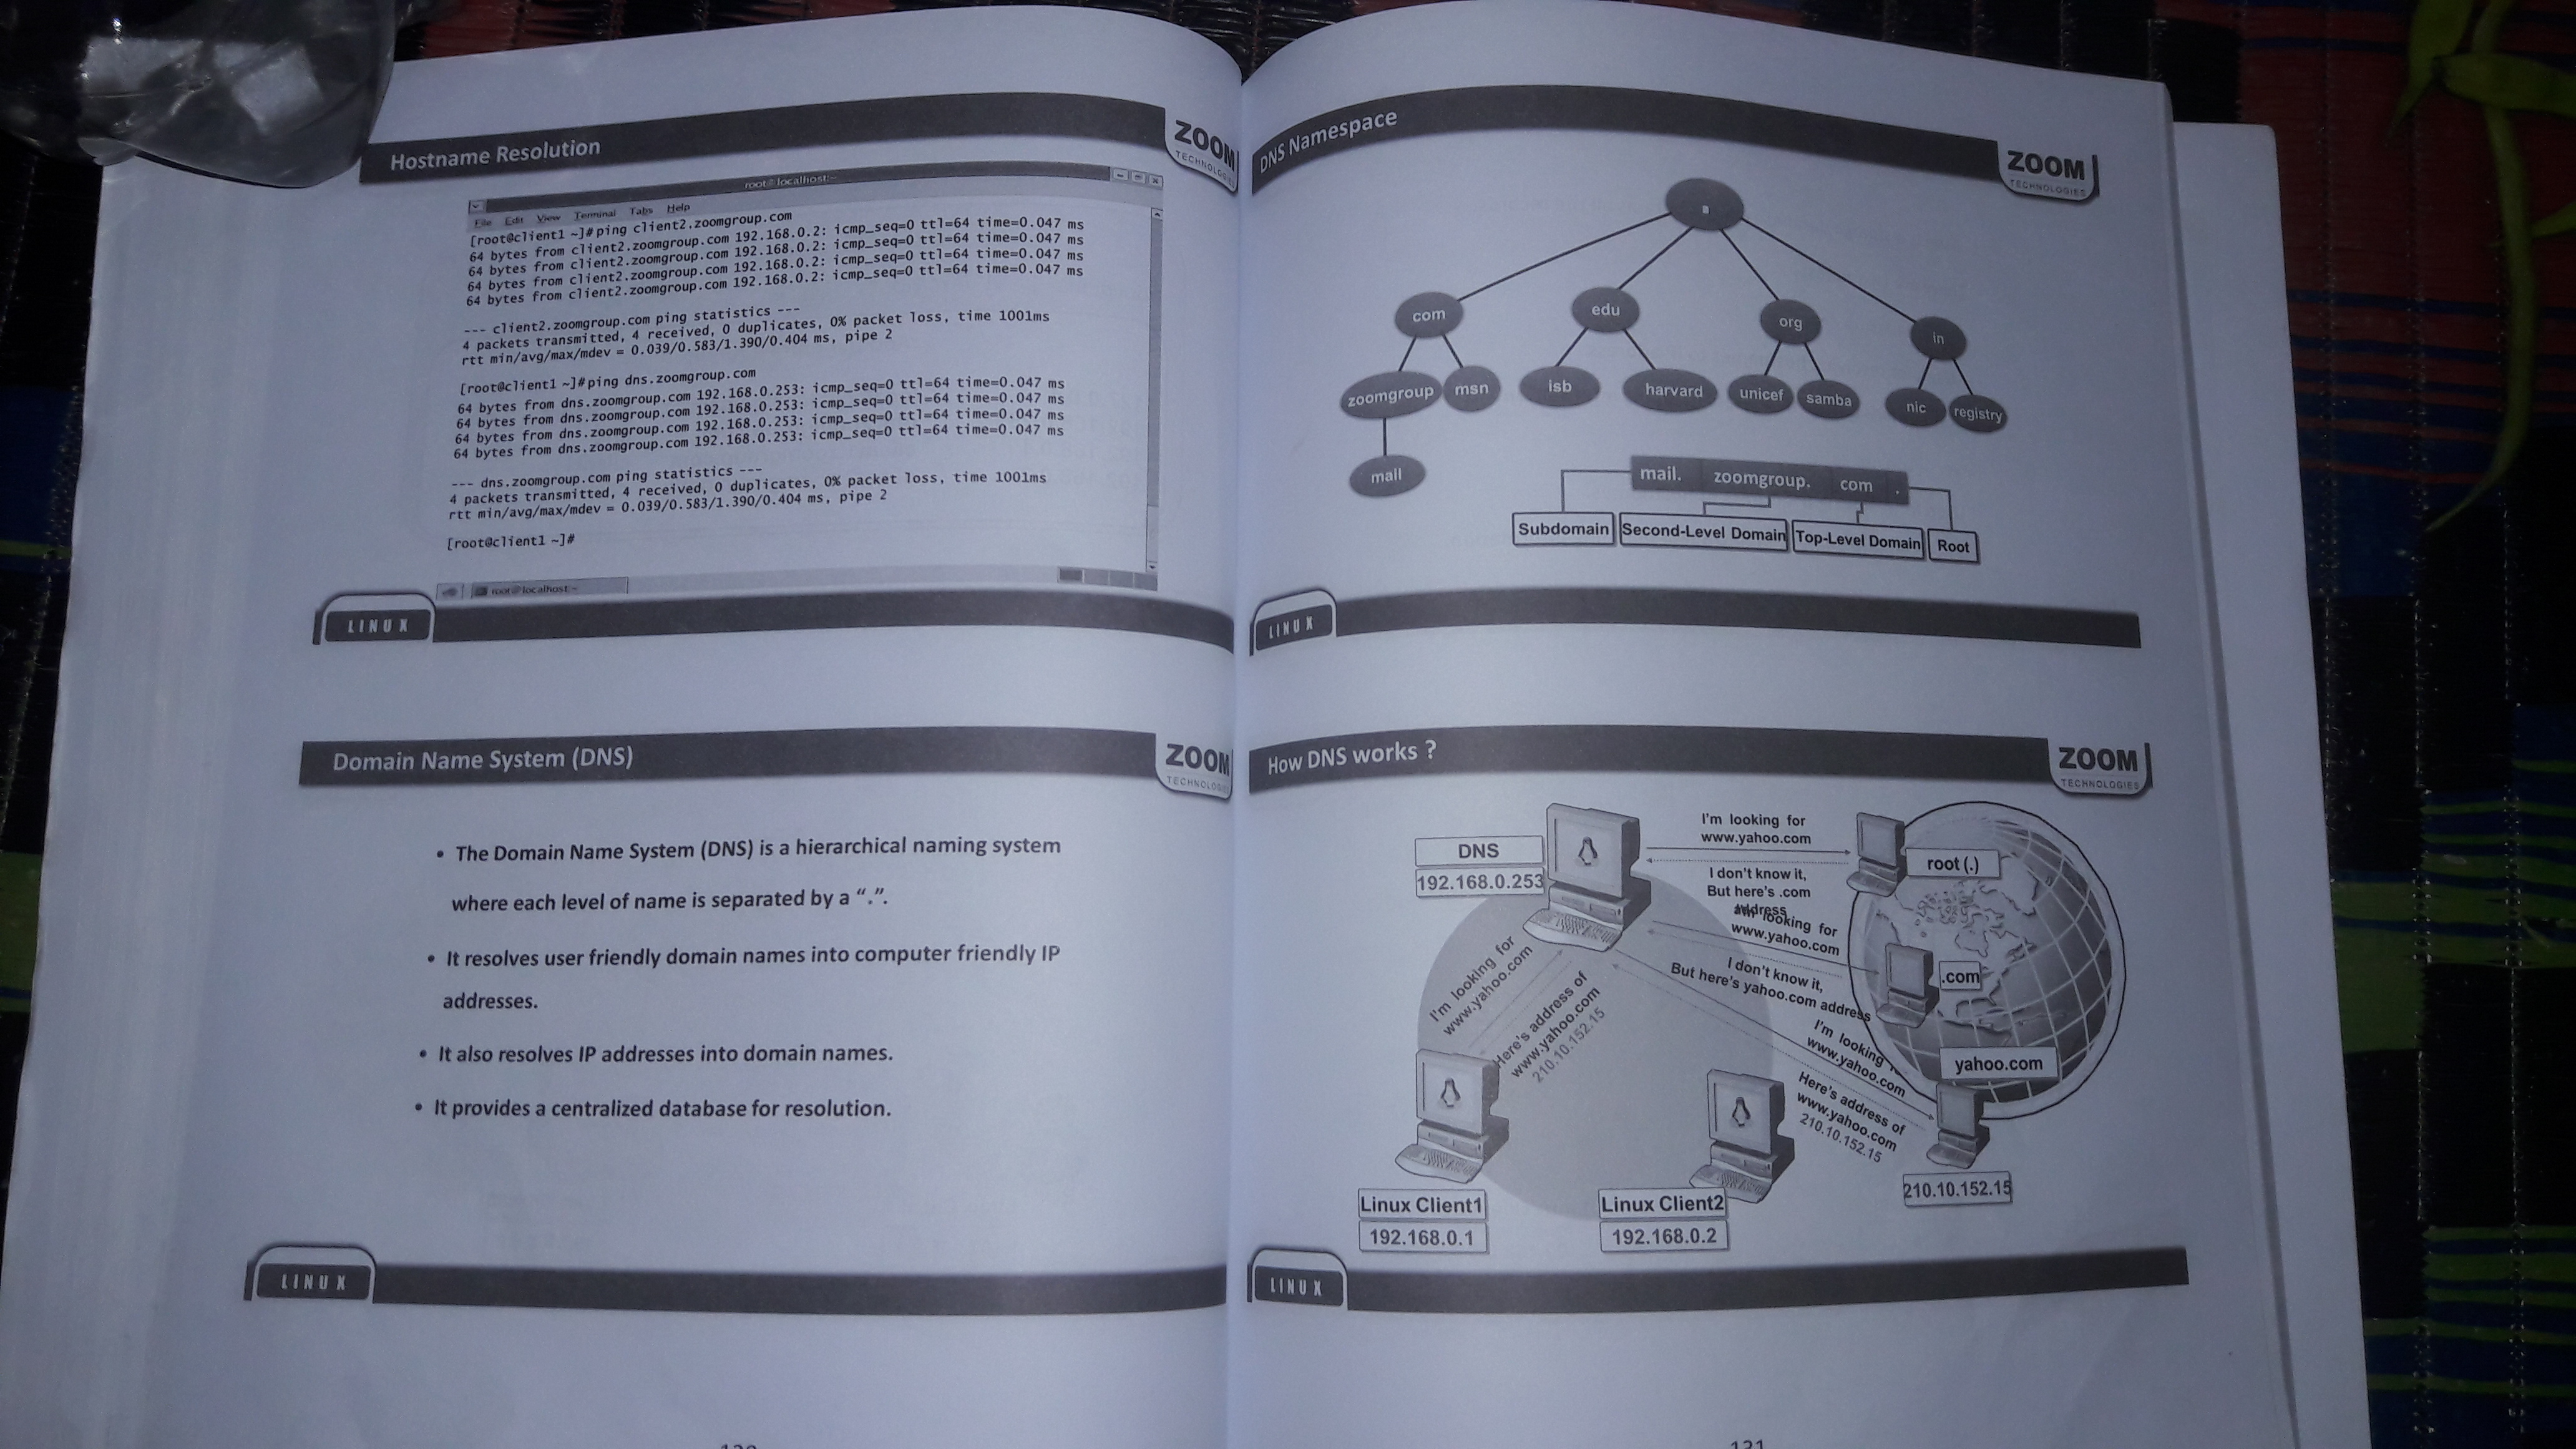 Hostname Resolution
ZOOM
TECHNOLOGIES
root@localhost:~
File Edit View Terminal Tabs Help
[root@client1 ~]# ping client2.zoomgroup.com
64 bytes from client2.zoomgroup.com 192.168.0.2: icmp_seq=0 ttl=64 time=0.047 ms
64 bytes from client2.zoomgroup.com 192.168.0.2: icmp_seq=0 ttl=64 time=0.047 ms
64 bytes from client2.zoomgroup.com 192.168.0.2: icmp_seq=0 ttl=64 time=0.047 ms
64 bytes from client2.zoomgroup.com 192.168.0.2: icmp_seq=0 ttl=64 time=0.047 ms
--- client2.zoomgroup.com ping statistics ---
4 packets transmitted, 4 received, 0 duplicates, 0% packet loss, time 1001ms
rtt min/avg/max/mdev = 0.039/0.583/1.390/0.404 ms, pipe 2
[root@client1 ~]# ping dns.zoomgroup.com
64 bytes from dns.zoomgroup.com 192.168.0.253: icmp_seq=0 ttl=64 time=0.047 ms
64 bytes from dns.zoomgroup.com 192.168.0.253: icmp_seq=0 ttl=64 time=0.047 ms
64 bytes from dns.zoomgroup.com 192.168.0.253: icmp_seq=0 ttl=64 time=0.047 ms
64 bytes from dns.zoomgroup.com 192.168.0.253: icmp_seq=0 ttl=64 time=0.047 ms
--- dns.zoomgroup.com ping statistics ---
4 packets transmitted, 4 received, 0 duplicates, 0% packet loss, time 1001ms
rtt min/avg/max/mdev = 0.039/0.583/1.390/0.404 ms, pipe 2
[root@client1 ~]#
root@localhost:~
LINUX
Domain Name System (DNS)
ZOOM
TECHNOLOGIES
• The Domain Name System (DNS) is a hierarchical naming system
where each level of name is separated by a “.”.
• It resolves user friendly domain names into computer friendly IP
addresses.
• It also resolves IP addresses into domain names.
• It provides a centralized database for resolution.
LINUX
DNS Namespace
ZOOM
TECHNOLOGIES
com edu org in
zoomgroup msn isb harvard unicef samba nic registry
mail
mail. zoomgroup. com .
Subdomain Second-Level Domain Top-Level Domain Root
LINUX
How DNS works ?
ZOOM
TECHNOLOGIES
DNS
192.168.0.253
I'm looking for
www.yahoo.com
root (.)
I don't know it,
But here's .com
address
I'm looking for
www.yahoo.com
.com
I don't know it,
But here's yahoo.com address
I'm looking
www.yahoo.com
yahoo.com
Here's address of
www.yahoo.com
210.10.152.15
210.10.152.15
I'm looking for
www.yahoo.com
Here's address of
www.yahoo.com
210.10.152.15
Linux Client1
192.168.0.1
Linux Client2
192.168.0.2
LINUX